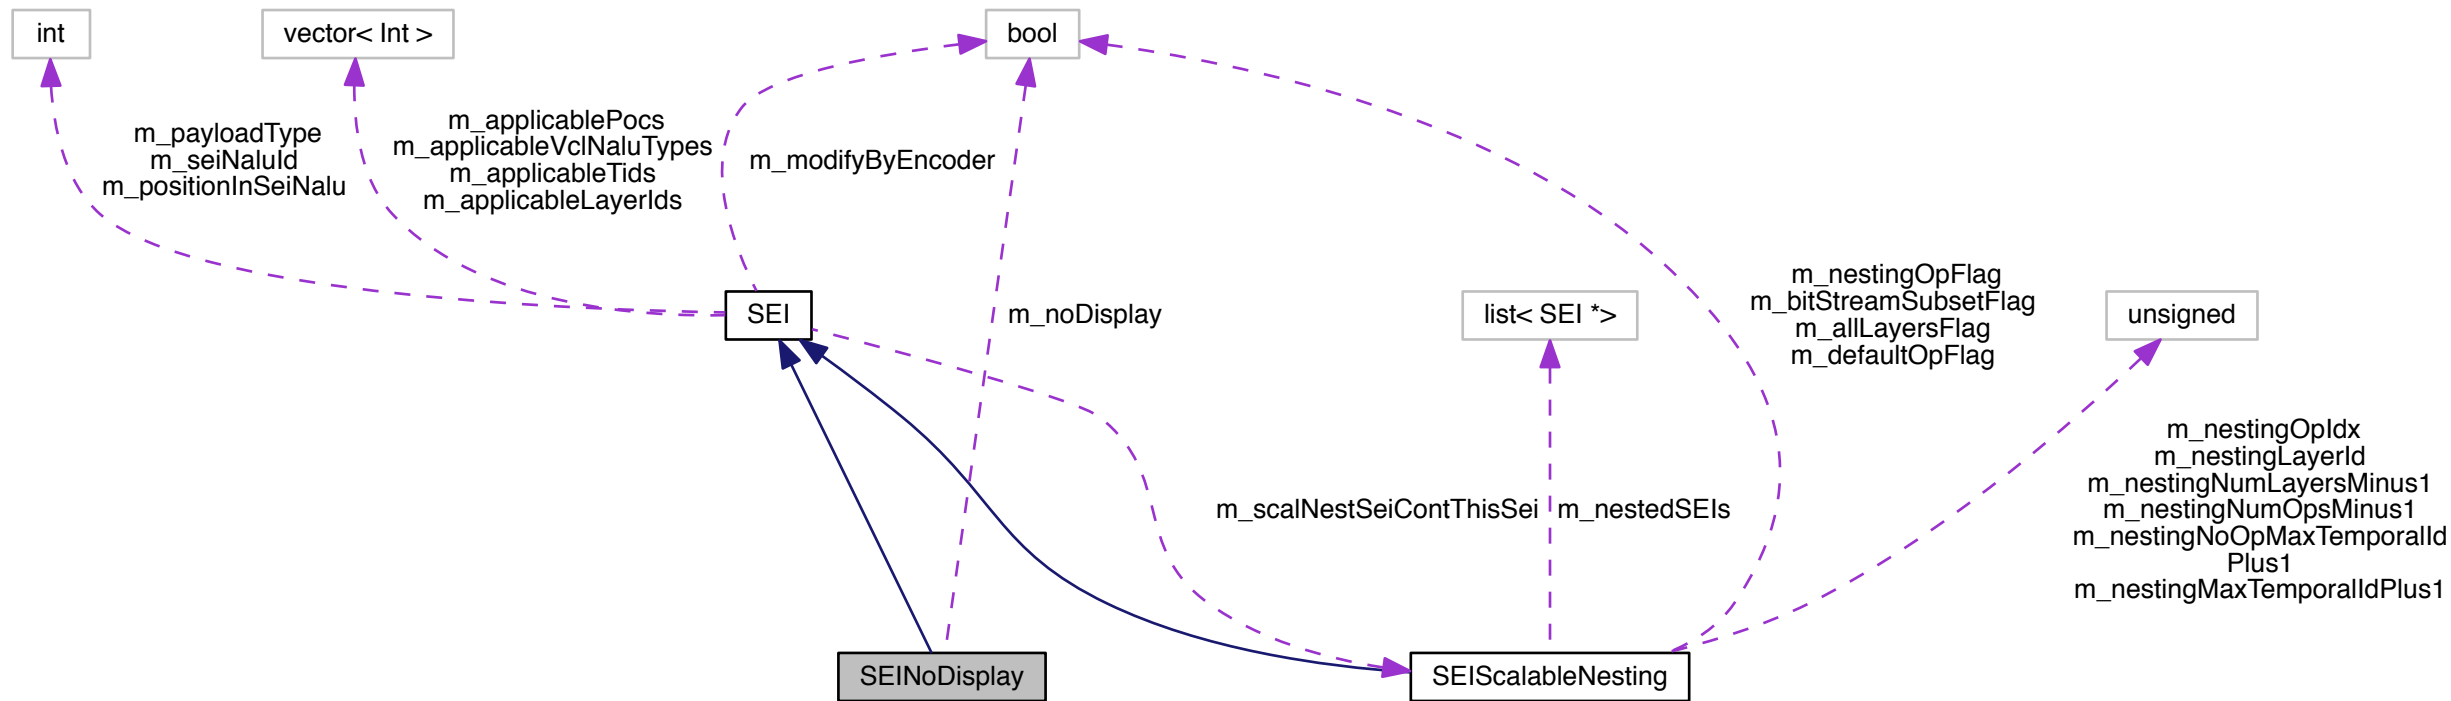 int
vector< Int >
bool
m_payloadType
m_seiNaluId
m_positionInSeiNalu
m_applicablePocs
m_applicableVclNaluTypes
m_applicableTids
m_applicableLayerIds
m_modifyByEncoder
SEI
m_noDisplay
list< SEI *>
m_nestingOpFlag
m_bitStreamSubsetFlag
m_allLayersFlag
m_defaultOpFlag
unsigned
m_scalNestSeiContThisSei
m_nestedSEIs
m_nestingOpIdx
m_nestingLayerId
m_nestingNumLayersMinus1
m_nestingNumOpsMinus1
m_nestingNoOpMaxTemporalId
Plus1
m_nestingMaxTemporalIdPlus1
SEINoDisplay
SEIScalableNesting